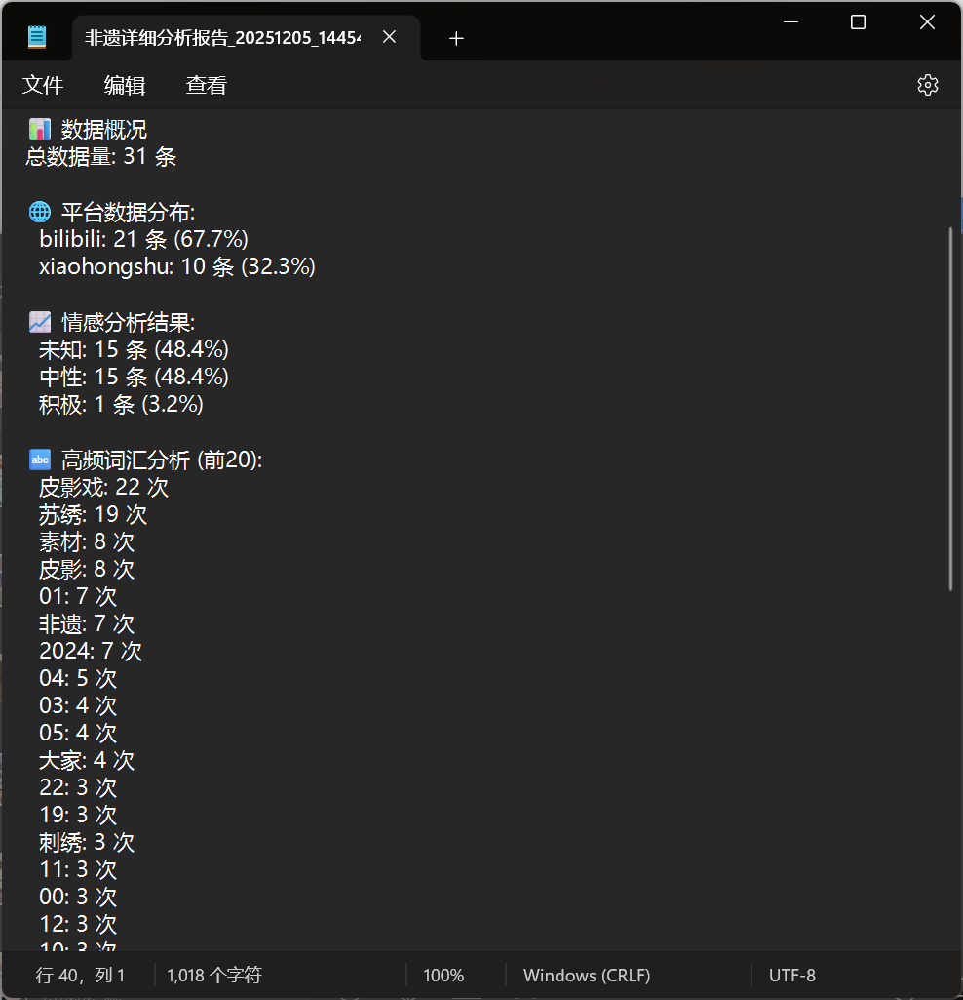 非遗详细分析报告_20251205_14454
文件 编辑 查看
数据概况
总数据量: 31 条
平台数据分布:
bilibili: 21 条 (67.7%)
xiaohongshu: 10 条 (32.3%)
情感分析结果:
未知: 15 条 (48.4%)
中性: 15 条 (48.4%)
积极: 1 条 (3.2%)
abc 高频词汇分析 (前20):
皮影戏: 22 次
苏绣: 19 次
素材: 8 次
皮影: 8 次
01: 7 次
非遗: 7 次
2024: 7 次
04: 5 次
03: 4 次
05: 4 次
大家: 4 次
22: 3 次
19: 3 次
刺绣: 3 次
11: 3 次
00: 3 次
12: 3 次
10: 3 次
行 40，列 1 1,018 个字符 100% Windows (CRLF) UTF-8